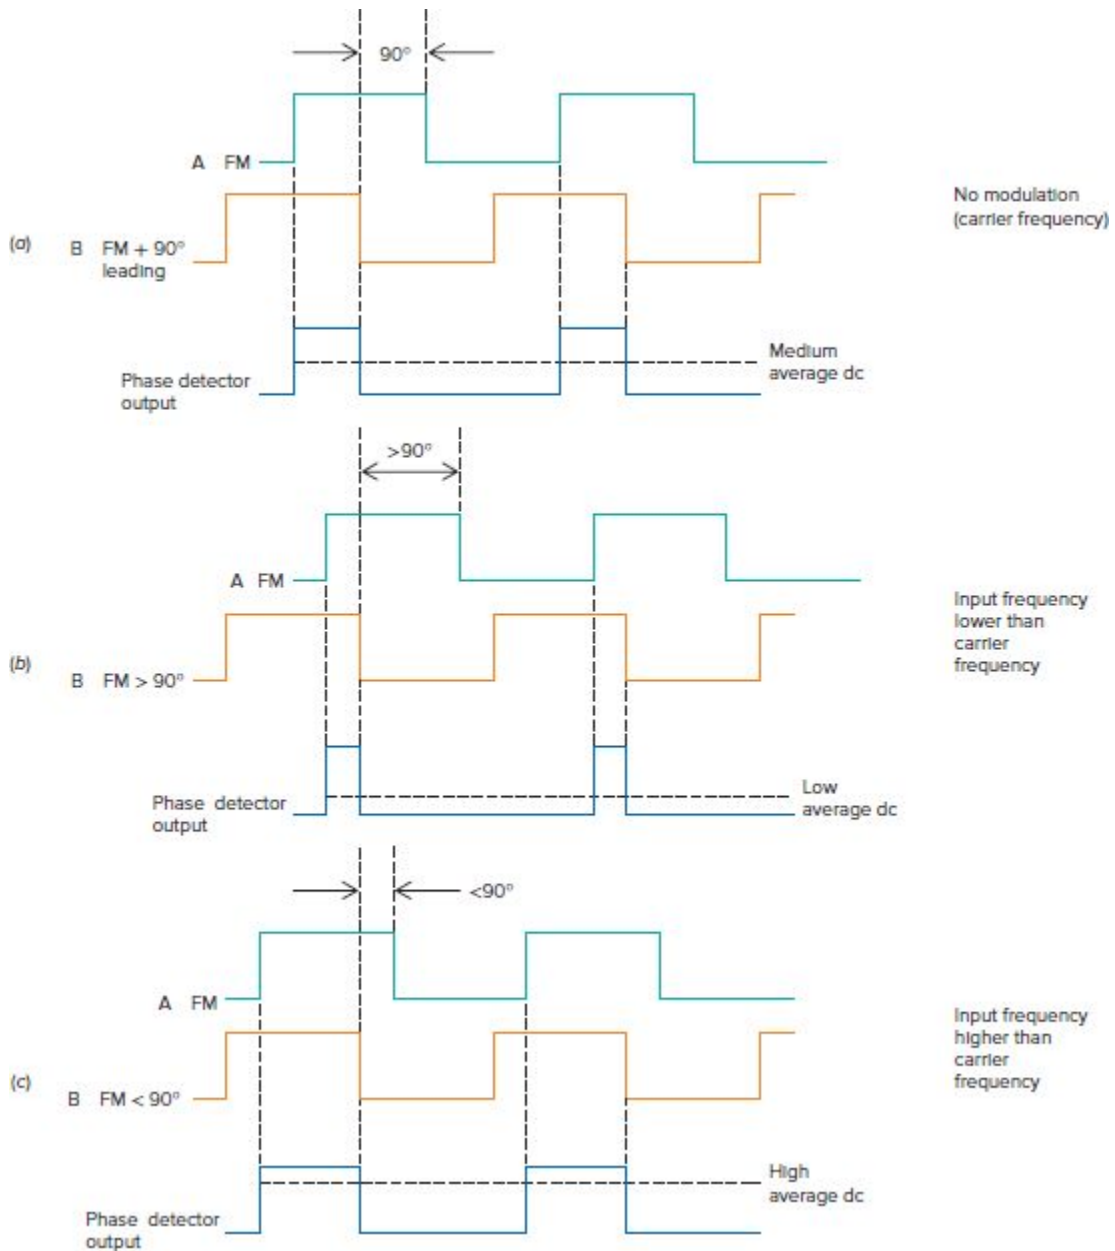 90°
A FM
No modulation
(carrier frequency)
(a)
B FM + 90°
leading
Medium
average dc
Phase detector
output
>90°
A FM
Input frequency
lower than
carrier
frequency
(b)
B FM > 90°
Low
average dc
Phase detector
output
<90°
A FM
Input frequency
higher than
carrier
frequency
(c)
B FM < 90°
High
average dc
Phase detector
output